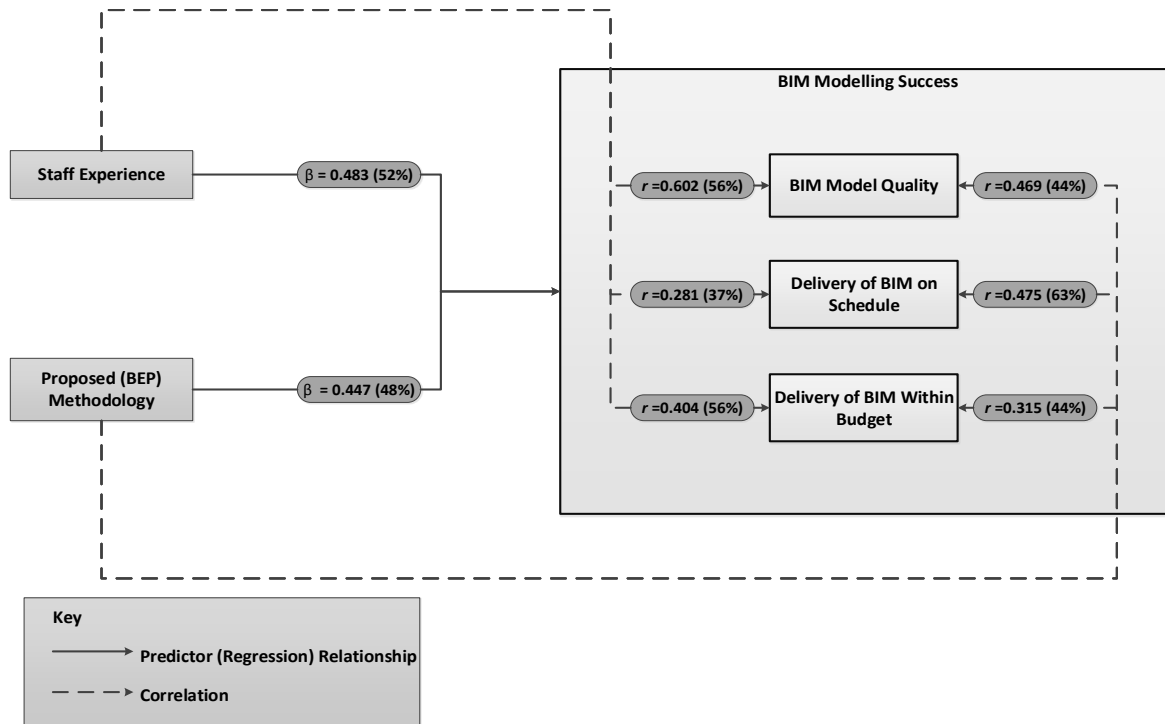 BIM Modelling Success
Staff Experience
β = 0.483 (52%)
r =0.602 (56%)
BIM Model Quality
r =0.469 (44%)
r =0.281 (37%)
Delivery of BIM on
Schedule
r =0.475 (63%)
Proposed (BEP)
Methodology
β = 0.447 (48%)
r =0.404 (56%)
Delivery of BIM Within
Budget
r =0.315 (44%)
Key
Predictor (Regression) Relationship
Correlation